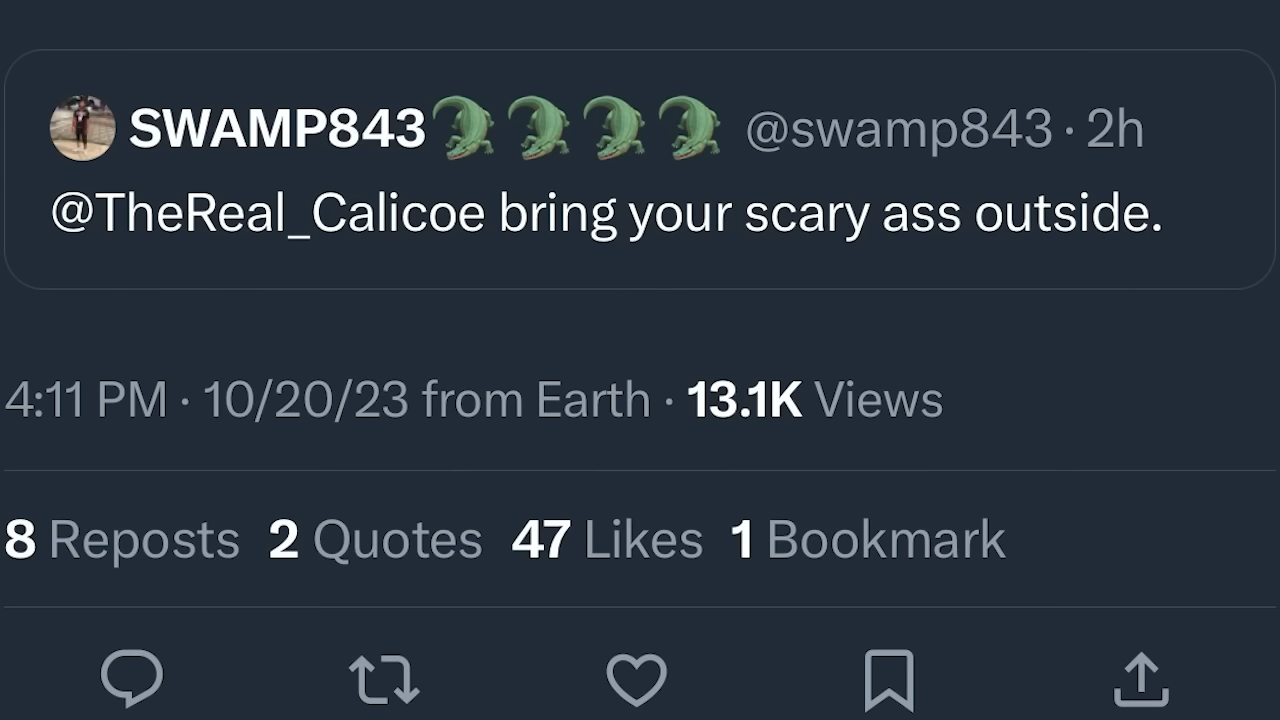 SWAMP843🐊🐊🐊🐊 @swamp843 · 2h
@TheReal_Calicoe bring your scary ass outside.
4:11 PM · 10/20/23 from Earth · 13.1K Views
8 Reposts 2 Quotes 47 Likes 1 Bookmark